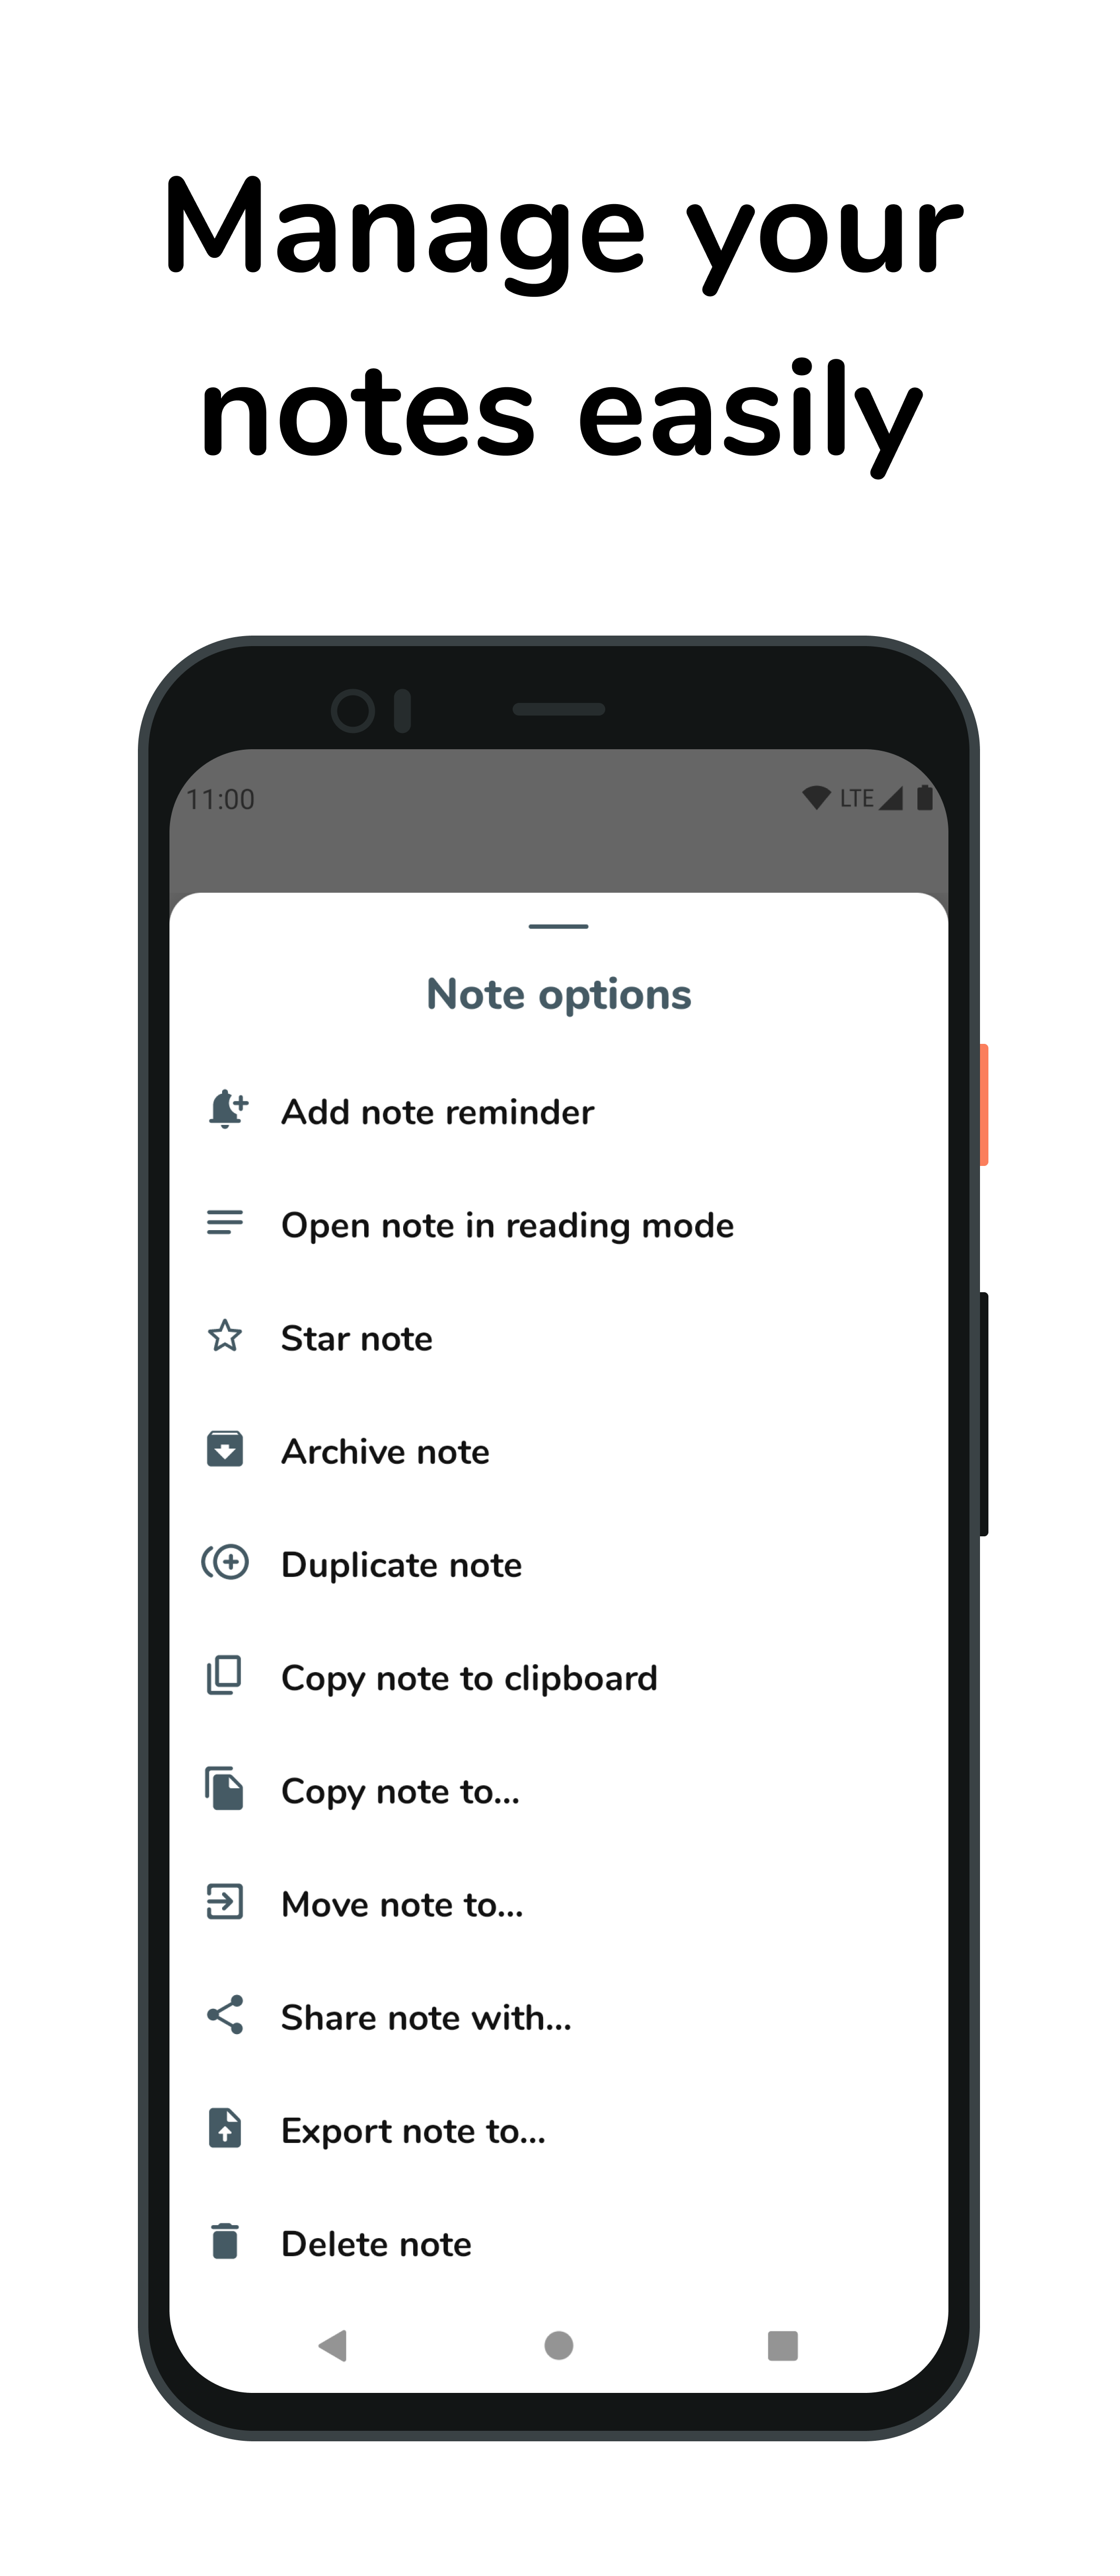 Manage your
notes easily
11:00 LTE
Note options
Add note reminder
Open note in reading mode
Star note
Archive note
Duplicate note
Copy note to clipboard
Copy note to...
Move note to...
Share note with...
Export note to...
Delete note